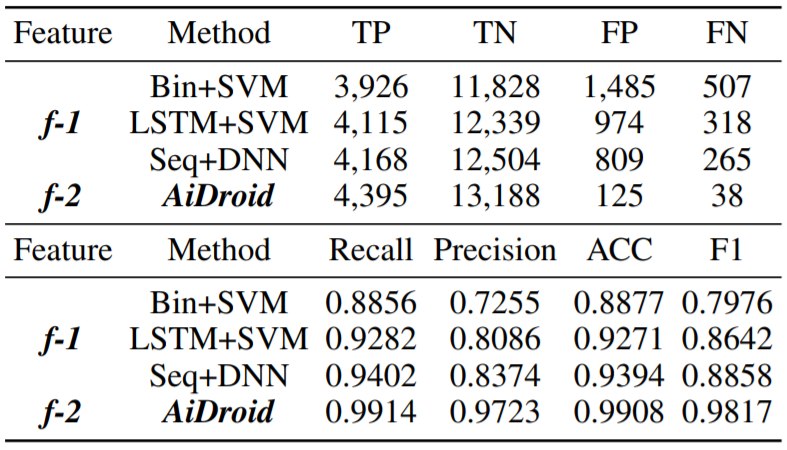 Feature Method TP TN FP FN
Bin+SVM 3,926 11,828 1,485 507
f-1 LSTM+SVM 4,115 12,339 974 318
Seq+DNN 4,168 12,504 809 265
f-2 AiDroid 4,395 13,188 125 38
Feature Method Recall Precision ACC F1
Bin+SVM 0.8856 0.7255 0.8877 0.7976
f-1 LSTM+SVM 0.9282 0.8086 0.9271 0.8642
Seq+DNN 0.9402 0.8374 0.9394 0.8858
f-2 AiDroid 0.9914 0.9723 0.9908 0.9817